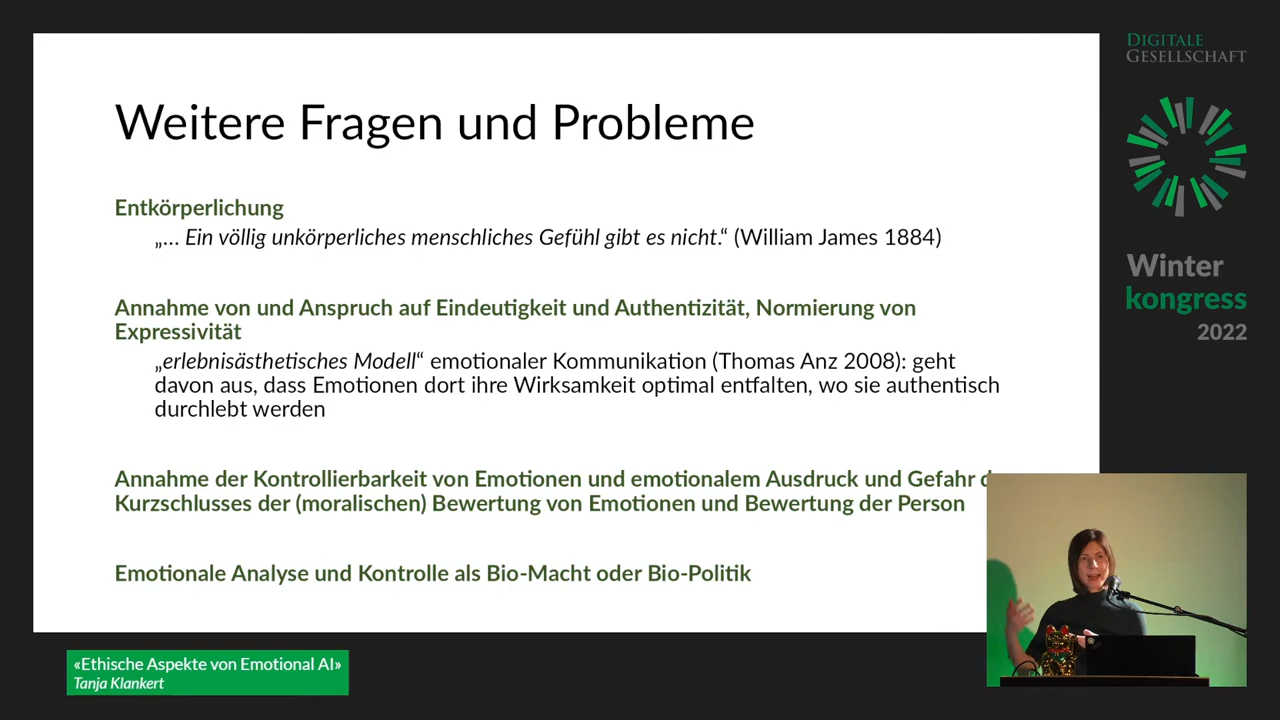 Weitere Fragen und Probleme
Entkörperlichung
„… Ein völlig unkörperliches menschliches Gefühl gibt es nicht.“ (William James 1884)
Annahme von und Anspruch auf Eindeutigkeit und Authentizität, Normierung von
Expressivität
„erlebnisästhetisches Modell“ emotionaler Kommunikation (Thomas Anz 2008): geht
davon aus, dass Emotionen dort ihre Wirksamkeit optimal entfalten, wo sie authentisch
durchlebt werden
Annahme der Kontrollierbarkeit von Emotionen und emotionalem Ausdruck und Gefahr
Kurzschlusses der (moralischen) Bewertung von Emotionen und Bewertung der Person
Emotionale Analyse und Kontrolle als Bio-Macht oder Bio-Politik
DIGITALE
GESELLSCHAFT
Winter
kongress
2022
«Ethische Aspekte von Emotional AI»
Tanja Klankert